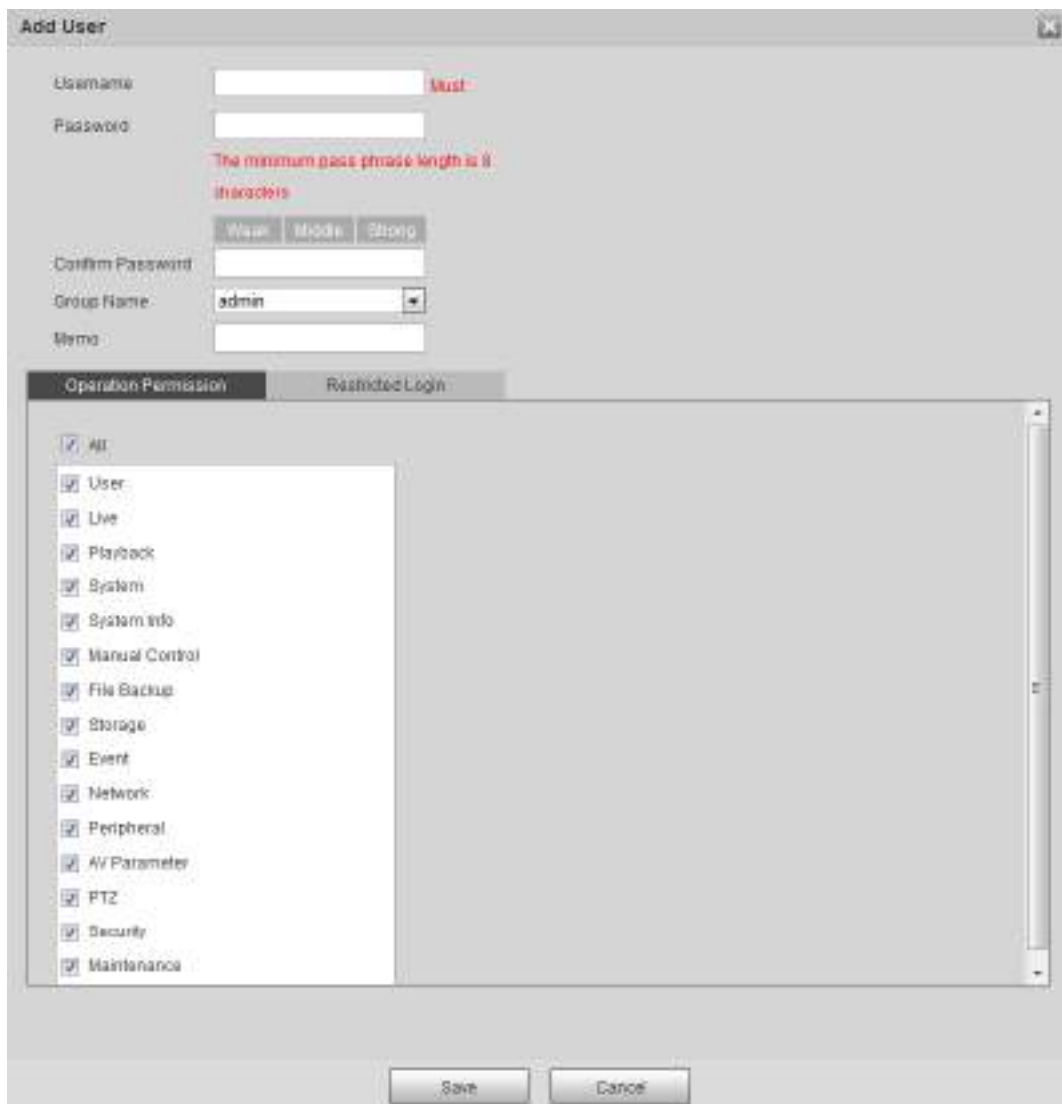 Add User
Username Must
Password
The minimum pass phrase length is 8
characters
Weak Middle Strong
Confirm Password
Group Name admin
Memo
Operation Permission Restricted Login
All
User
Live
Playback
System
System Info
Manual Control
File Backup
Storage
Event
Network
Peripheral
AV Parameter
PTZ
Security
Maintenance
Save Cancel